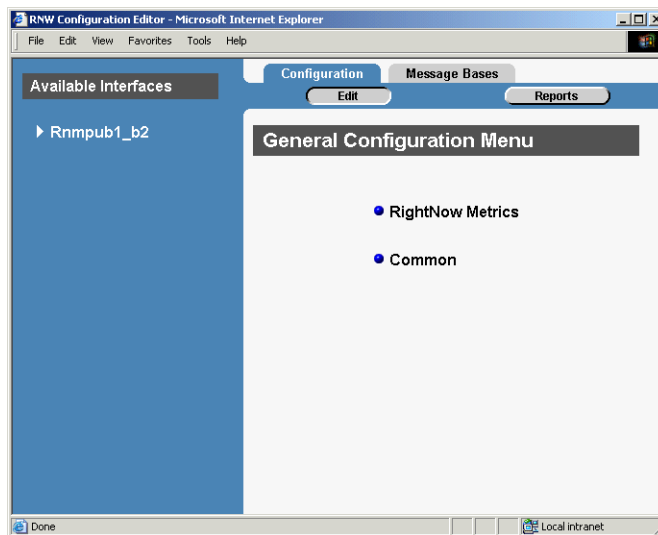 RNW Configuration Editor - Microsoft Internet Explorer
File Edit View Favorites Tools Help
Available Interfaces
Rnmpub1_b2
Configuration Message Bases
Edit Reports
General Configuration Menu
RightNow Metrics
Common
Done Local intranet